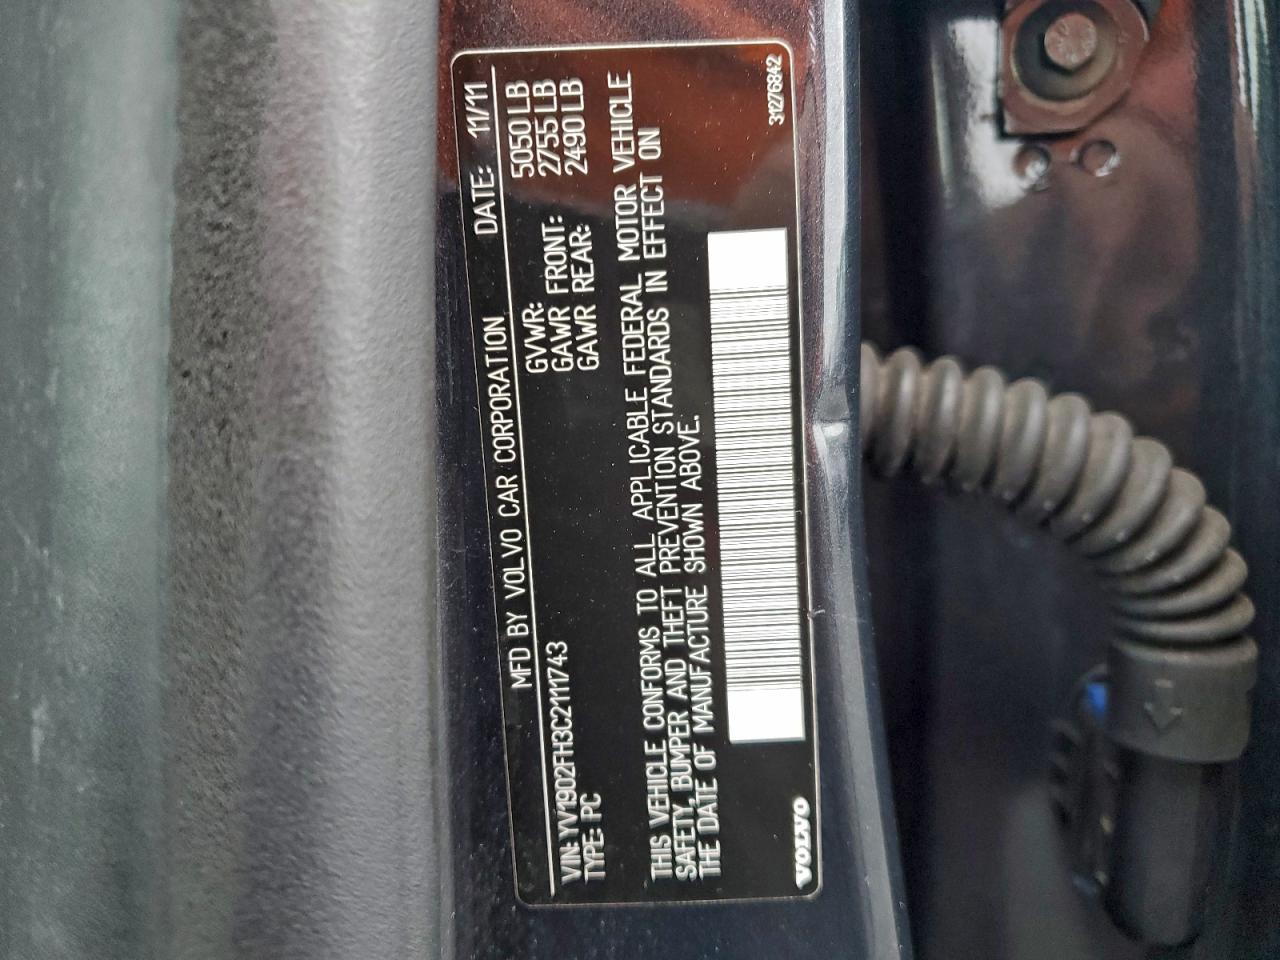 MFD BY VOLVO CAR CORPORATION DATE: 11/11
VIN: YV1902FH3C2111743 GVWR: 5050 LB
TYPE: PC GAWR FRONT: 2755 LB
GAWR REAR: 2490 LB
THIS VEHICLE CONFORMS TO ALL APPLICABLE FEDERAL MOTOR VEHICLE
SAFETY, BUMPER AND THEFT PREVENTION STANDARDS IN EFFECT ON
THE DATE OF MANUFACTURE SHOWN ABOVE.
VOLVO
31276842